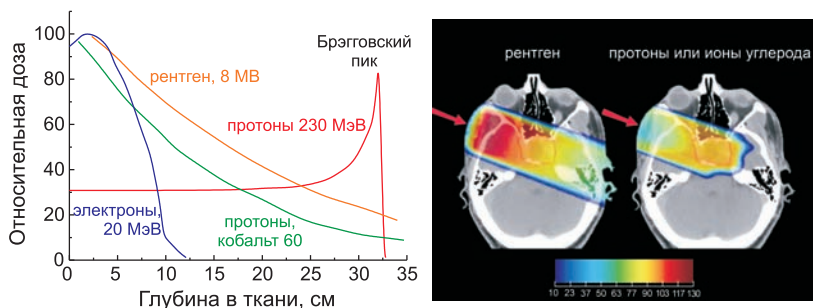 Относительная доза
100
80
60
40
20
0
Брэгговский
пик
рентген, 8 МВ
протоны 230 МэВ
электроны,
20 МэВ
протоны,
кобальт 60
0 5 10 15 20 25 30 35
Глубина в ткани, см
рентген
протоны или ионы углерода
10 23 37 50 63 77 90 103 117 130